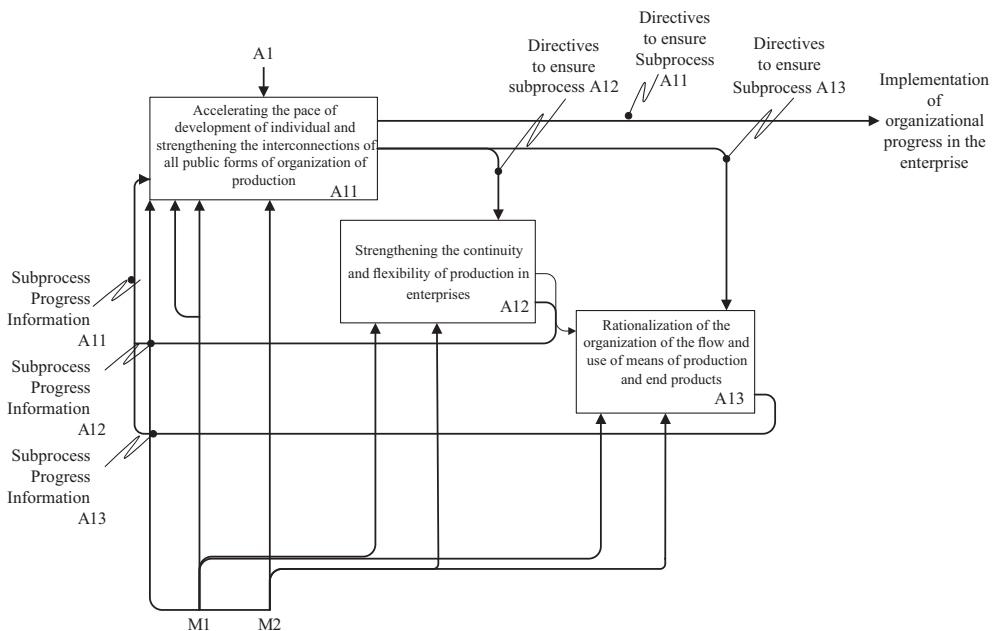 A1
Directives
to ensure
subprocess A12
Directives
to ensure
Subprocess
A11
Directives
to ensure
Subprocess A13
Implementation
of
organizational
progress in the
enterprise
Accelerating the pace of
development of individual and
strengthening the interconnections of
all public forms of organization of
production
A11
Strengthening the continuity
and flexibility of production in
enterprises
A12
Rationalization of the
organization of the flow and
use of means of production
and end products
A13
Subprocess
Progress
Information
A11
Subprocess
Progress
Information
A12
Subprocess
Progress
Information
A13
M1
M2